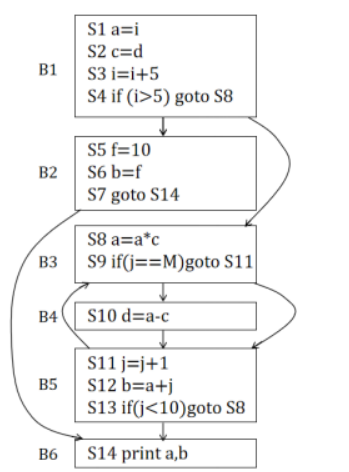 B1
S1 a=i
S2 c=d
S3 i=i+5
S4 if (i>5) goto S8
B2
S5 f=10
S6 b=f
S7 goto S14
B3
S8 a=a*c
S9 if(j==M)goto S11
B4
S10 d=a-c
B5
S11 j=j+1
S12 b=a+j
S13 if(j<10)goto S8
B6
S14 print a,b